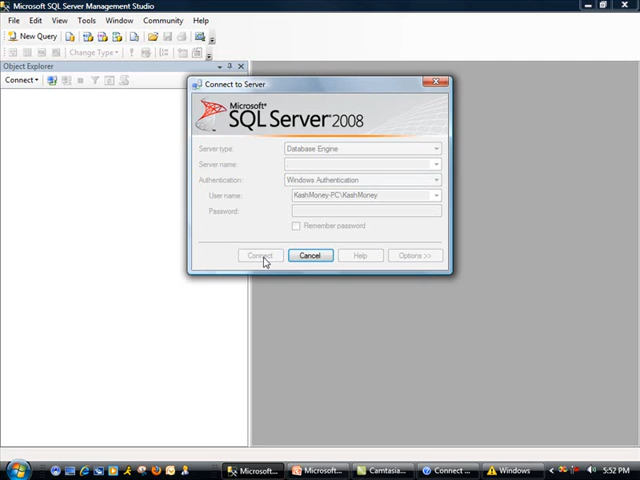 Microsoft SQL Server Management Studio
File Edit View Tools Window Community Help
New Query
Change Type
Object Explorer
Connect
Connect to Server
Microsoft
SQL Server 2008
Server type: Database Engine
Server name: .
Authentication: Windows Authentication
User name: KashMoney-PC\KashMoney
Password:
Remember password
Connect Cancel Help Options >>
Microsoft... Microsoft... Camtasia... Connect ... Windows 5:52 PM